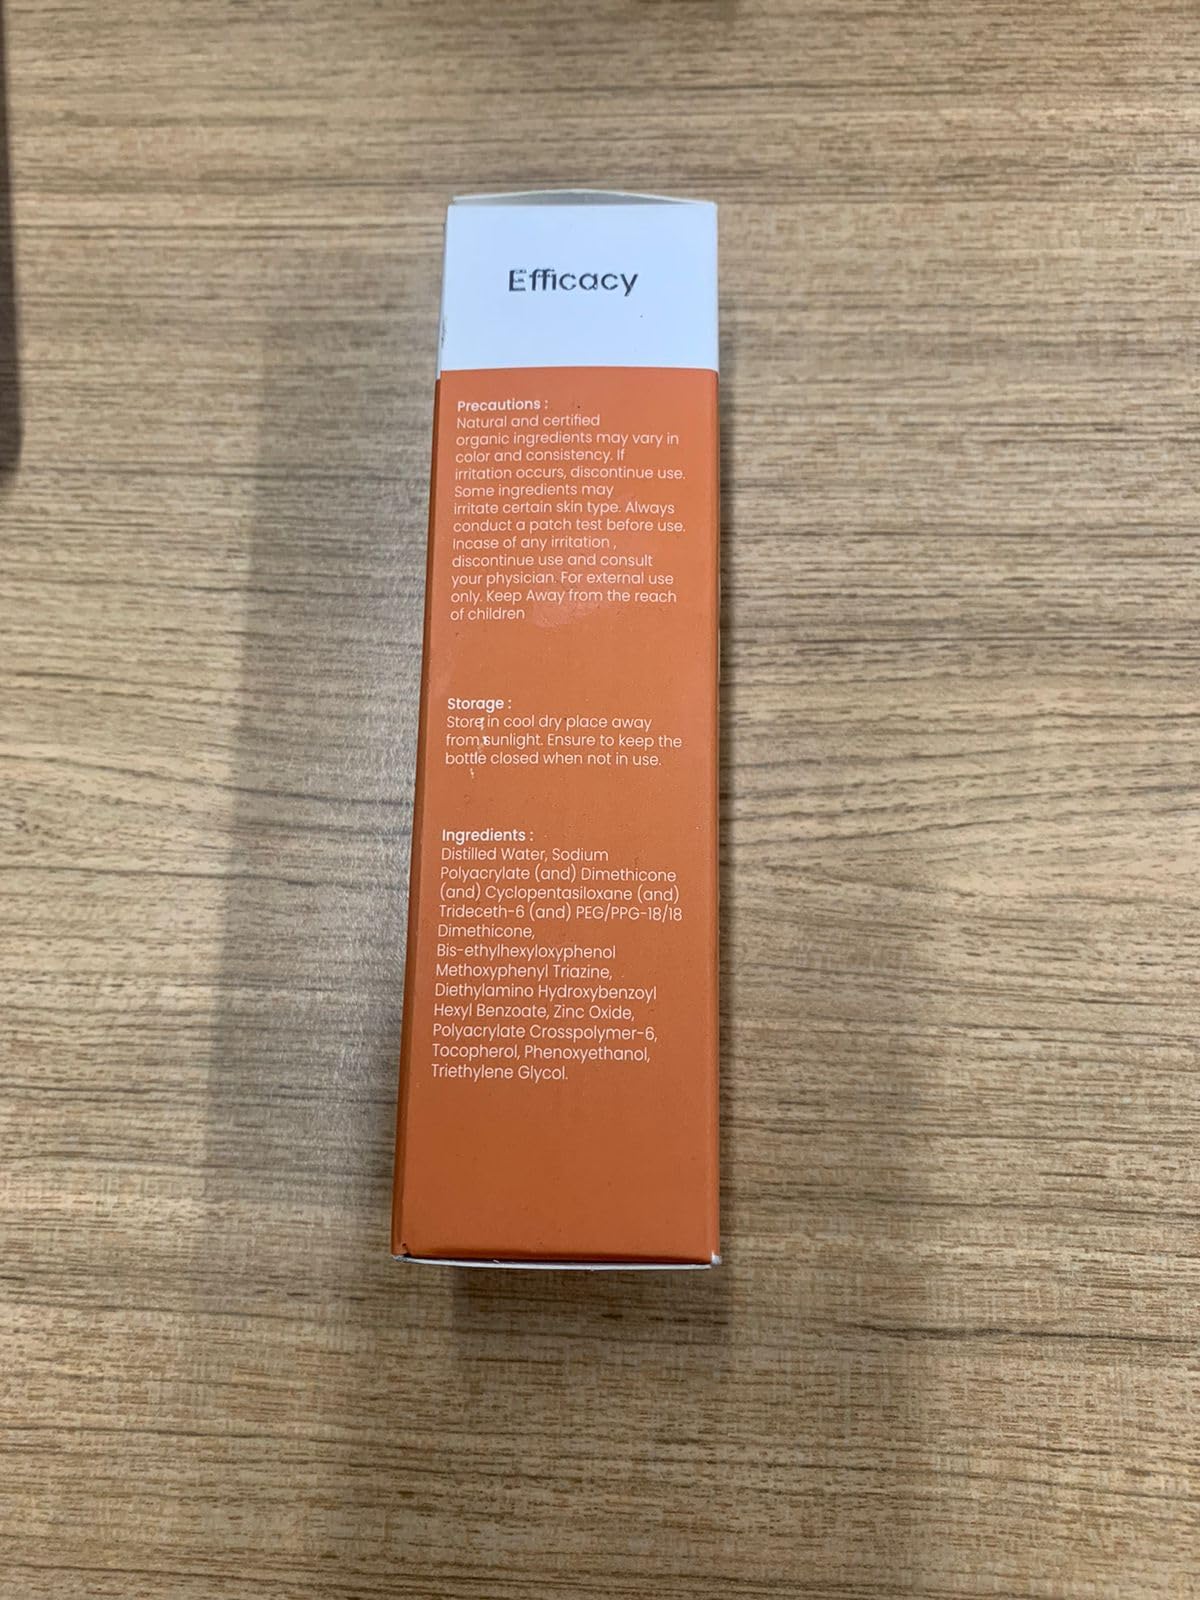 Efficacy
Precautions :
Natural and certified
organic ingredients may vary in
color and consistency. If
irritation occurs, discontinue use.
Some ingredients may
irritate certain skin type. Always
conduct a patch test before use.
Incase of any irritation ,
discontinue use and consult
your physician. For external use
only. Keep Away from the reach
of children
Storage :
Store in cool dry place away
from sunlight. Ensure to keep the
bottle closed when not in use.
Ingredients :
Distilled Water, Sodium
Polyacrylate (and) Dimethicone
(and) Cyclopentasiloxane (and)
Trideceth-6 (and) PEG/PPG-18/18
Dimethicone,
Bis-ethylhexyloxyphenol
Methoxyphenyl Triazine,
Diethylamino Hydroxybenzoyl
Hexyl Benzoate, Zinc Oxide,
Polyacrylate Crosspolymer-6,
Tocopherol, Phenoxyethanol,
Triethylene Glycol.